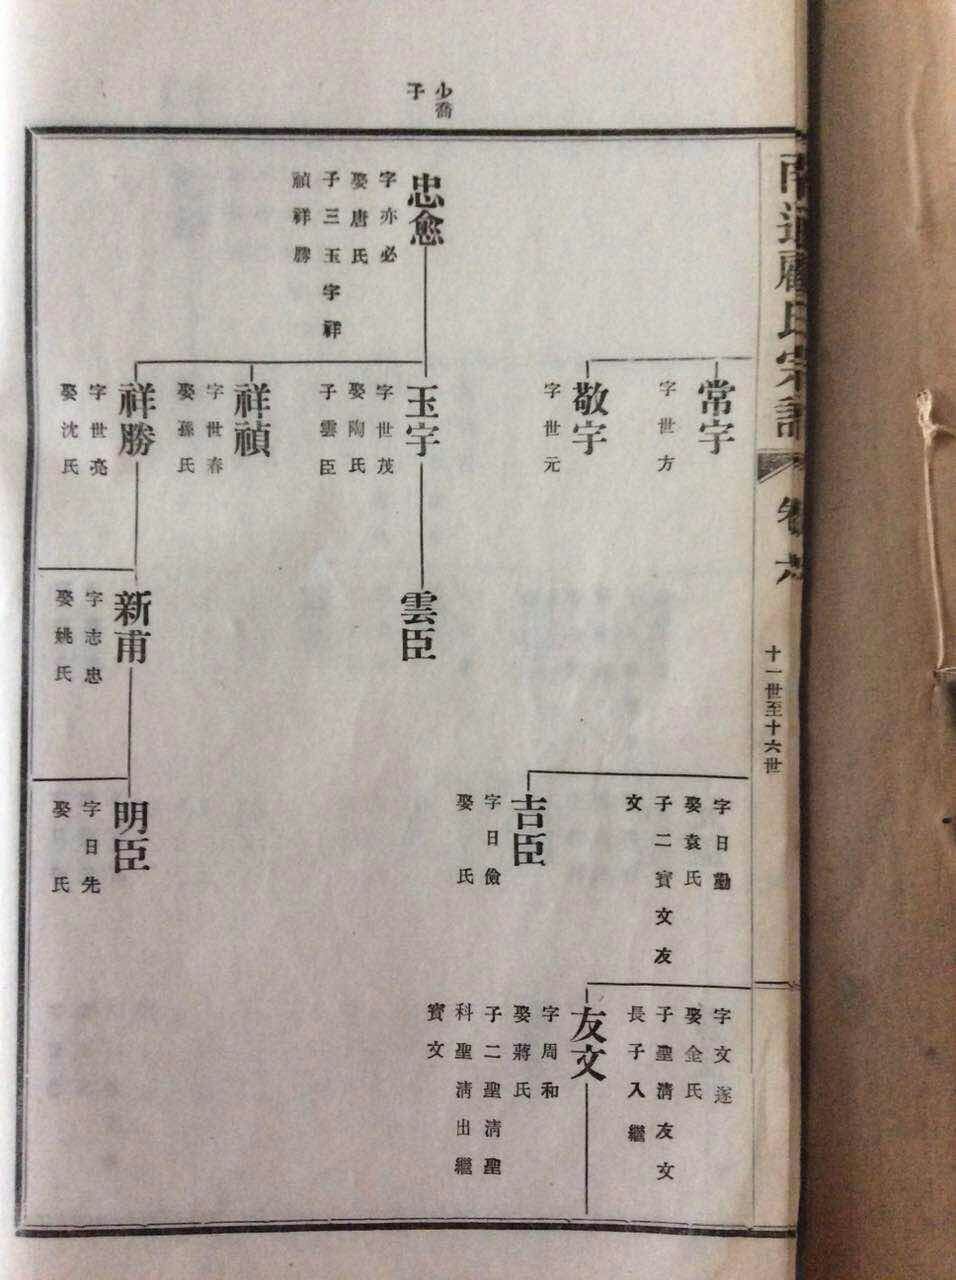 南通顧氏宗譜
卷六
十一世至十六世
少喬
子
忠愈
字亦必
娶唐氏
子三玉宇祥
禎祥勝
常宇
字世方
敬宇
字世元
玉宇
字世茂
娶陶氏
子雲臣
祥禎
字世春
娶孫氏
祥勝
字世亮
娶沈氏
雲臣
新甫
字志忠
娶姚氏
字日勤
娶袁氏
子二寳文友
文
吉臣
字日儉
娶 氏
明臣
字日先
娶 氏
字文遂
娶金氏
子聖清友文
長子入繼
友文
字周和
娶蔣氏
子二聖清聖
科聖清出繼
寳文